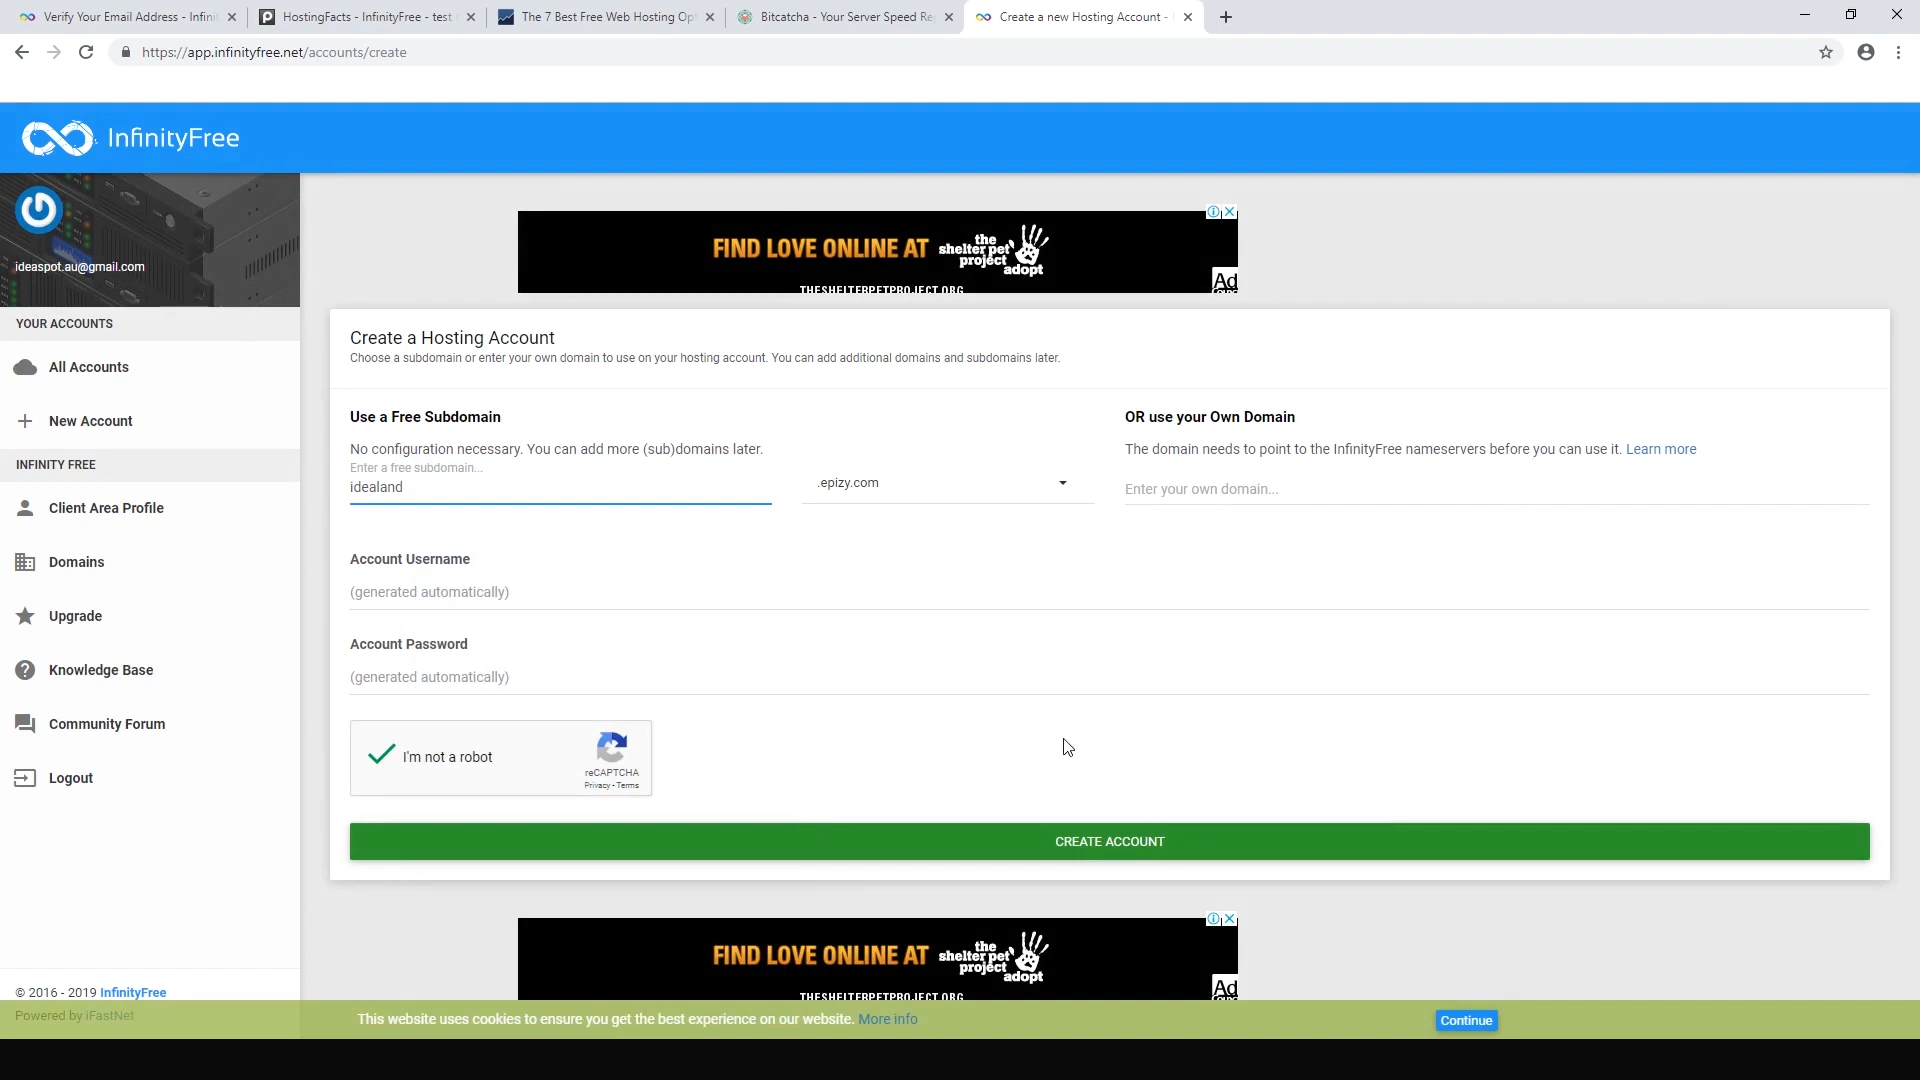 Verify Your Email Address - Infini
HostingFacts - InfinityFree - test
The 7 Best Free Web Hosting Opt
Bitcatcha - Your Server Speed Re
Create a new Hosting Account -
https://app.infinityfree.net/accounts/create
InfinityFree
ideaspot.au@gmail.com
YOUR ACCOUNTS
All Accounts
New Account
INFINITY FREE
Client Area Profile
Domains
Upgrade
Knowledge Base
Community Forum
Logout
© 2016 - 2019 InfinityFree
Powered by iFastNet
FIND LOVE ONLINE AT
the
shelter pet
project
adopt
THESHELTERPETPROJECT.ORG
Ad
Create a Hosting Account
Choose a subdomain or enter your own domain to use on your hosting account. You can add additional domains and subdomains later.
Use a Free Subdomain
No configuration necessary. You can add more (sub)domains later.
Enter a free subdomain...
idealand
.epizy.com
OR use your Own Domain
The domain needs to point to the InfinityFree nameservers before you can use it. Learn more
Enter your own domain...
Account Username
(generated automatically)
Account Password
(generated automatically)
I'm not a robot
reCAPTCHA
Privacy - Terms
CREATE ACCOUNT
FIND LOVE ONLINE AT
the
shelter pet
project
adopt
THESHELTERPETPROJECT.ORG
Ad
This website uses cookies to ensure you get the best experience on our website. More info
Continue